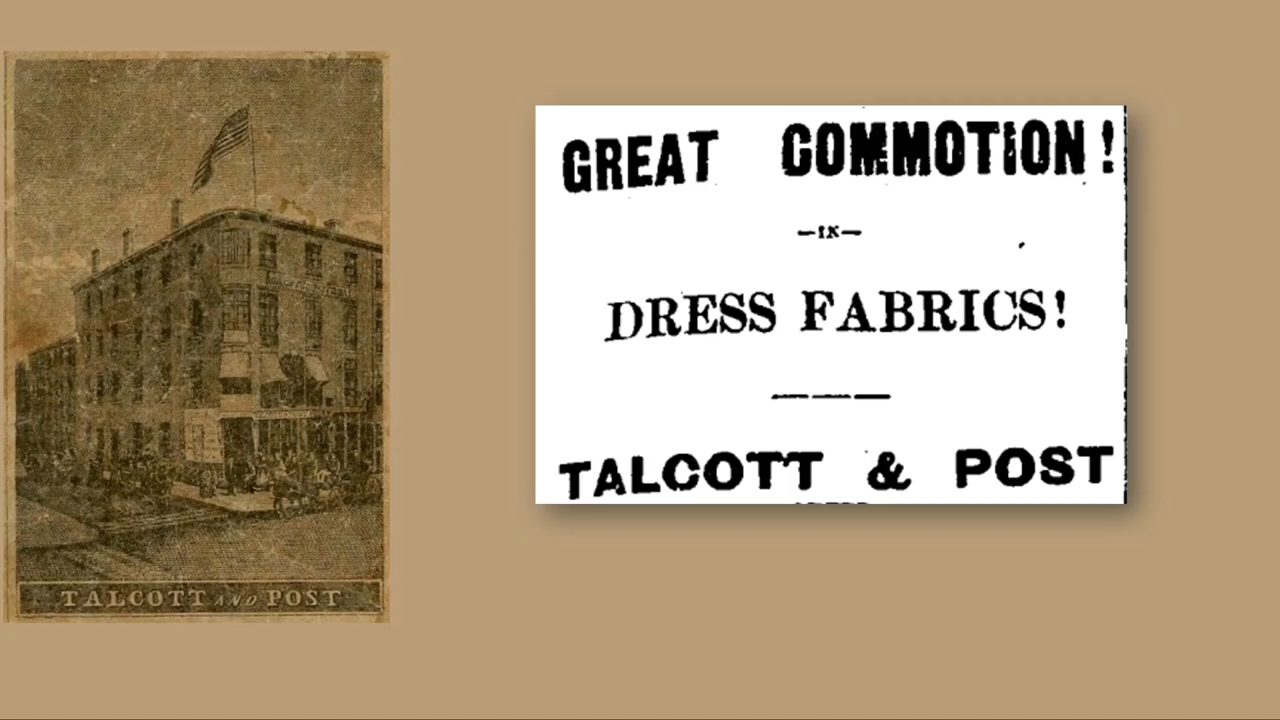 TALCOTT AND POST
GREAT COMMOTION!
—IN—
DRESS FABRICS!
TALCOTT & POST